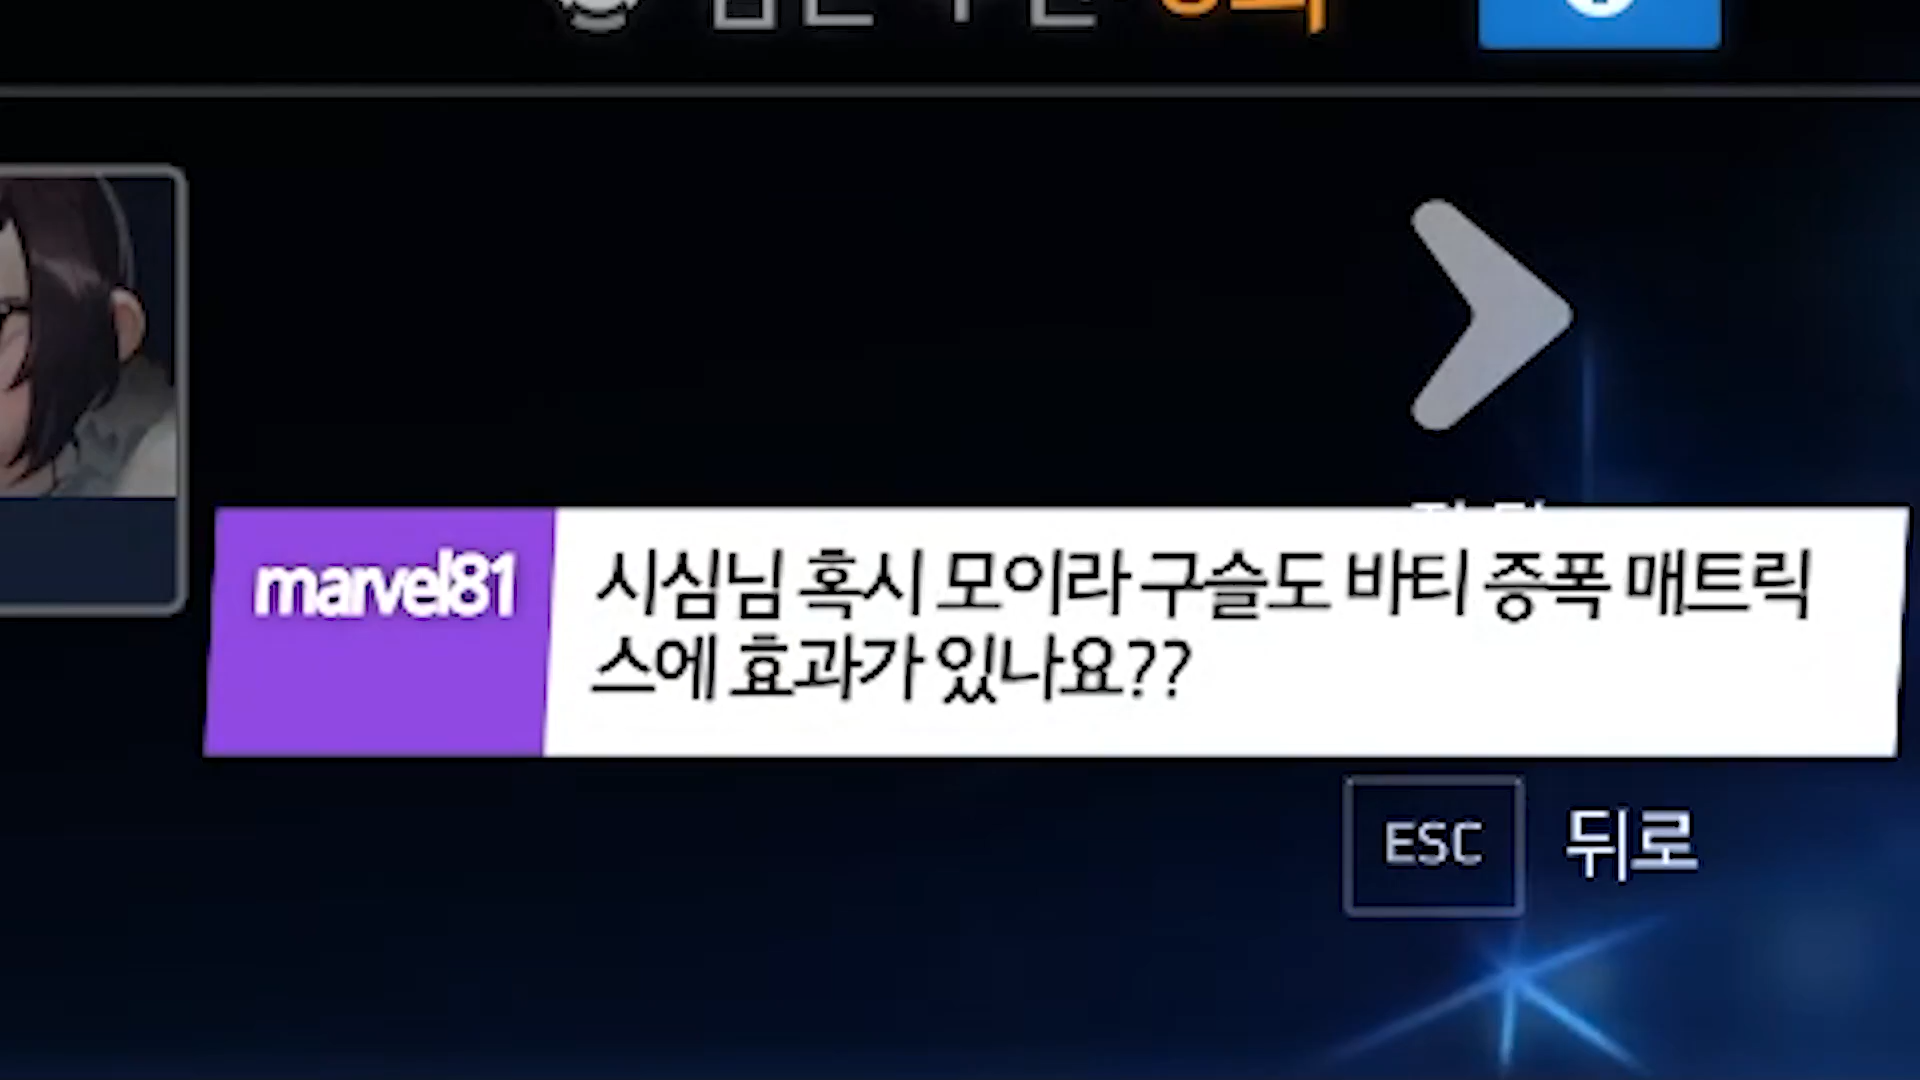 marvel81
시심님 혹시 모이라 구슬도 바티 증폭 매트릭
스에 효과가 있나요??
ESC 뒤로